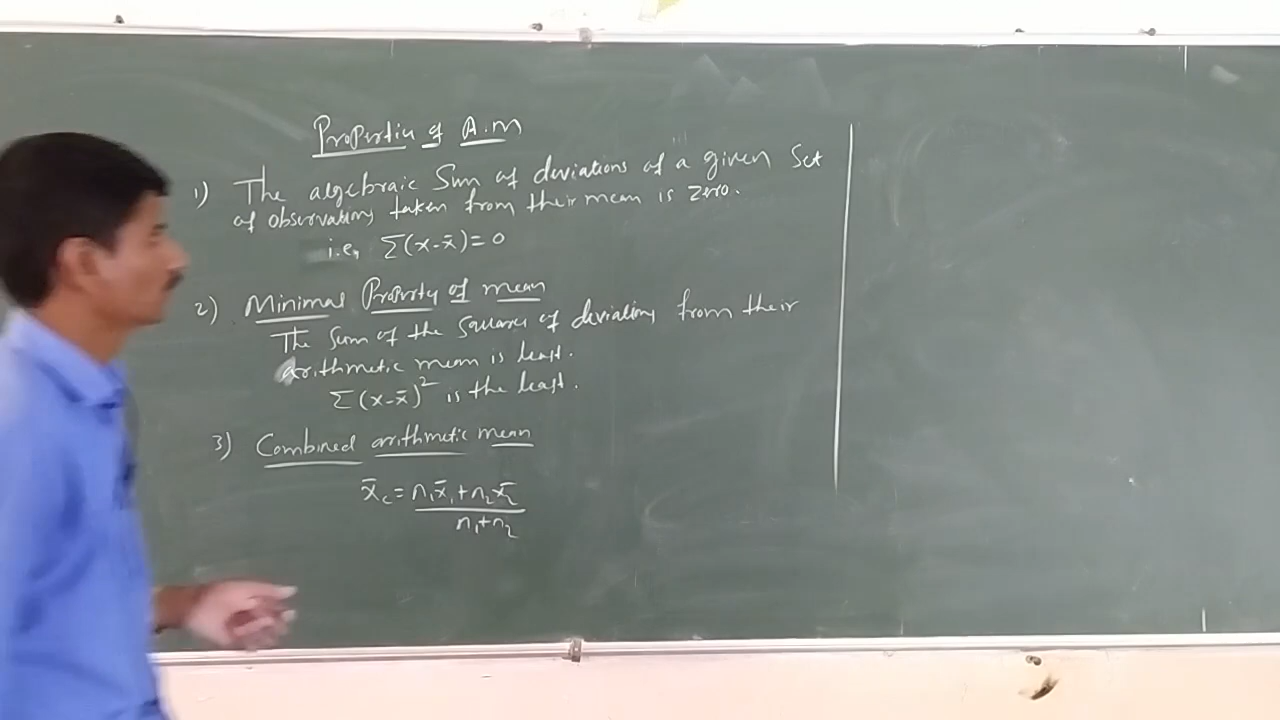 Properties of A.M
1) The algebraic Sum of deviations of a given Set
of observations taken from their mean is Zero.
i.e., Σ(x-x̄)=0
2) Minimal Property of mean
The Sum of the Squares of deviations from their
arithmetic mean is least.
Σ(x-x̄)² is the least.
3) Combined arithmetic mean
x̄c = n₁x̄₁+n₂x̄₂
n₁+n₂